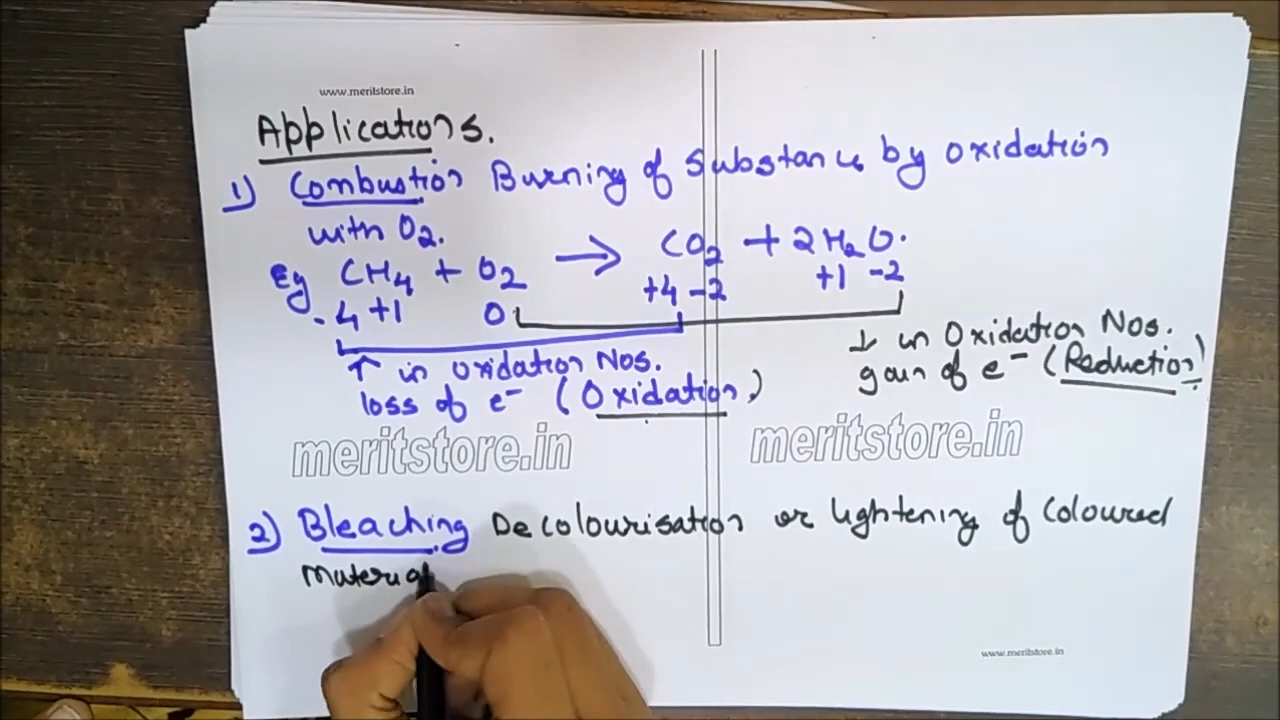 www.meritstore.in
Applications.
1) Combustion Burning of Substance by oxidation
with O2.
Eg CH4 + O2 → CO2 + 2H2O.
-4 +1 0 +4 -2 +1 -2
↑ in oxidation Nos.
loss of e- (Oxidation)
↓ in Oxidation Nos.
gain of e- (Reduction)
meritstore.in meritstore.in
2) Bleaching Decolourisation or lightening of Coloured
Material
www.meritstore.in